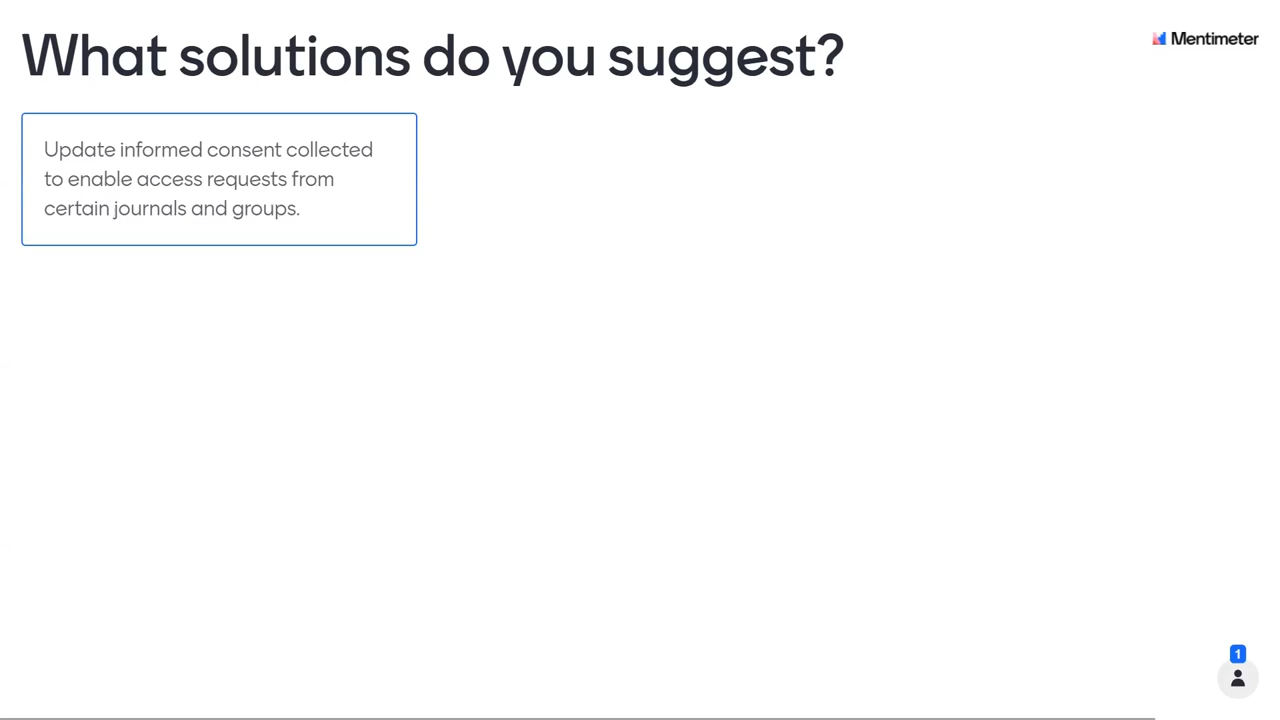 What solutions do you suggest?
Mentimeter
Update informed consent collected
to enable access requests from
certain journals and groups.
1